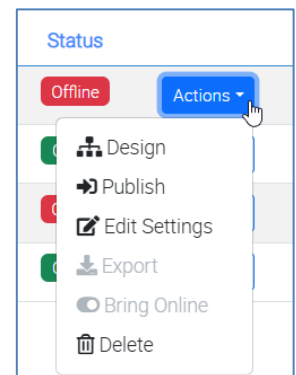 Status
Offline
Actions
Design
Publish
Edit Settings
Export
Bring Online
Delete